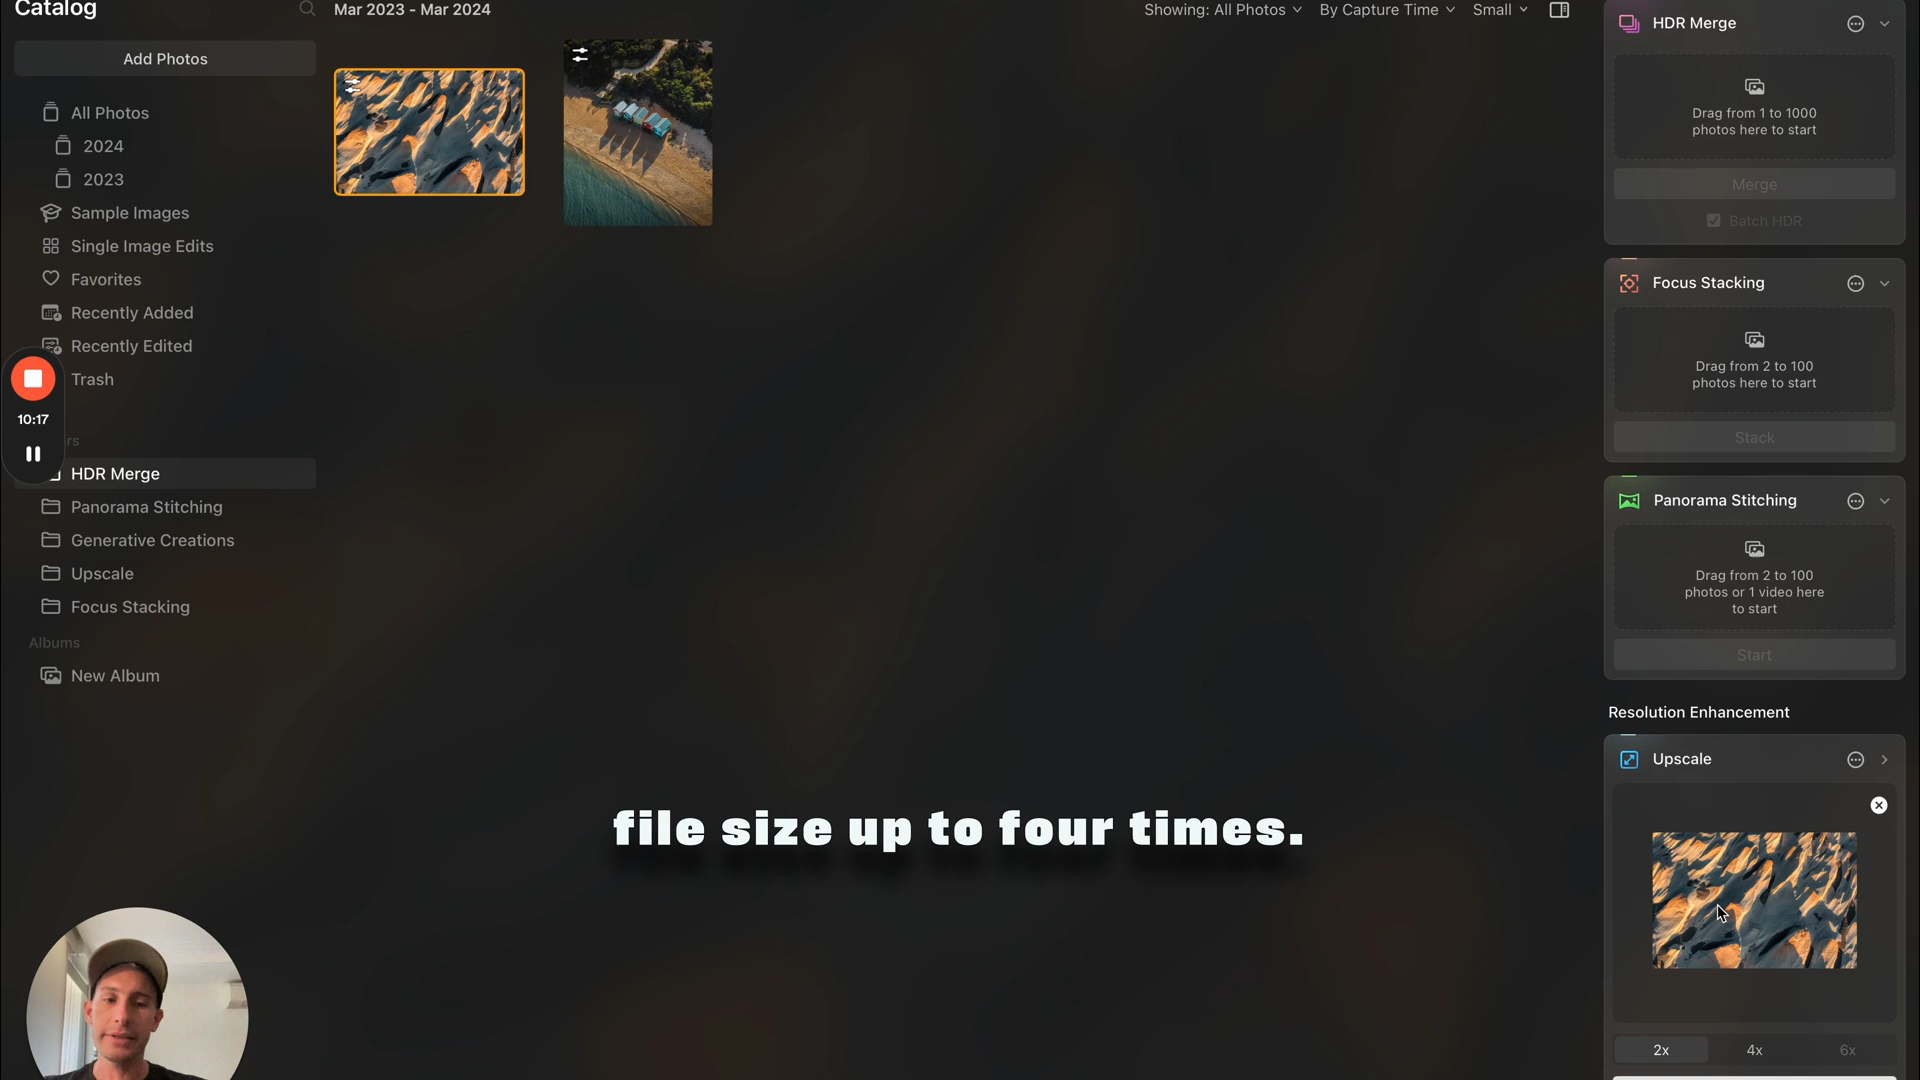 Catalog
Mar 2023 - Mar 2024
Showing: All Photos
By Capture Time
Small
Add Photos
All Photos
2024
2023
Sample Images
Single Image Edits
Favorites
Recently Added
Recently Edited
Trash
10:17
rs
HDR Merge
Panorama Stitching
Generative Creations
Upscale
Focus Stacking
Albums
New Album
HDR Merge
Drag from 1 to 1000
photos here to start
Merge
Batch HDR
Focus Stacking
Drag from 2 to 100
photos here to start
Stack
Panorama Stitching
Drag from 2 to 100
photos or 1 video here
to start
Start
Resolution Enhancement
Upscale
2x
4x
6x
file size up to four times.